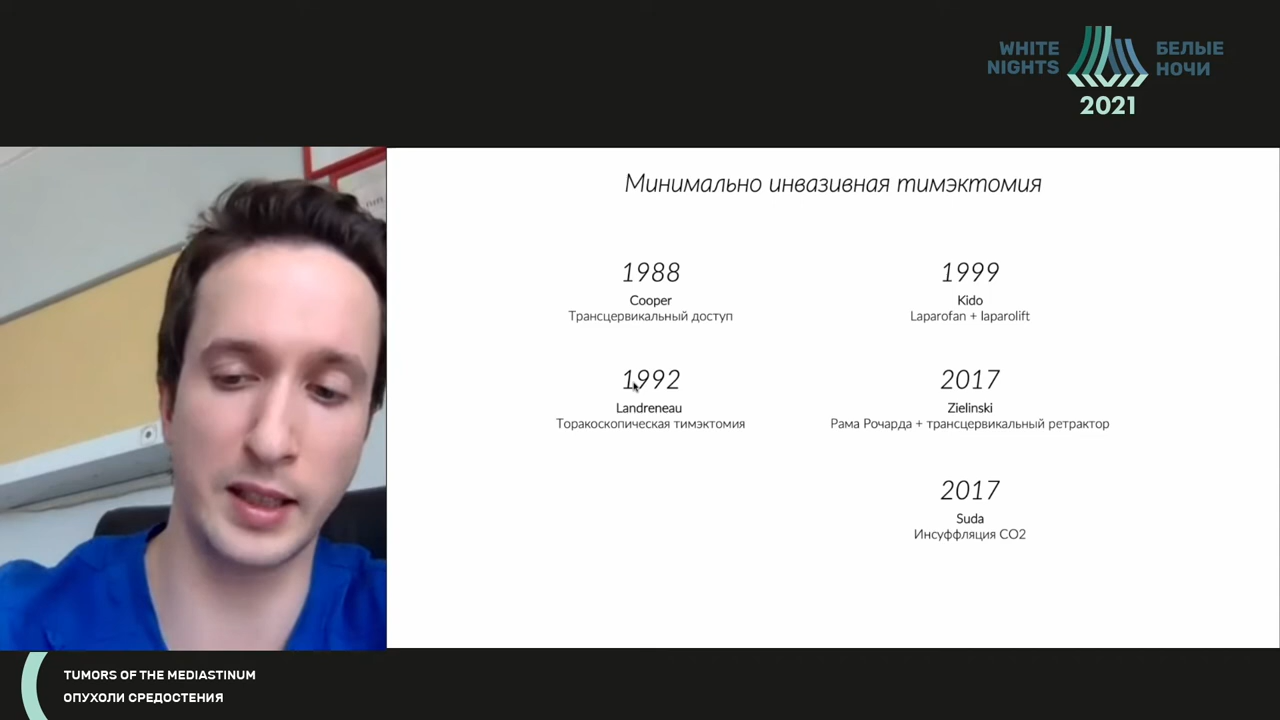 WHITE
NIGHTS
БЕЛЫЕ
НОЧИ
2021
Минимально инвазивная тимэктомия
1988
Cooper
Трансцервикальный доступ
1992
Landreneau
Торакоскопическая тимэктомия
1999
Kido
Laparofan + laparolift
2017
Zielinski
Рама Рочарда + трансцервикальный ретрактор
2017
Suda
Инсуффляция CO2
TUMORS OF THE MEDIASTINUM
ОПУХОЛИ СРЕДОСТЕНИЯ